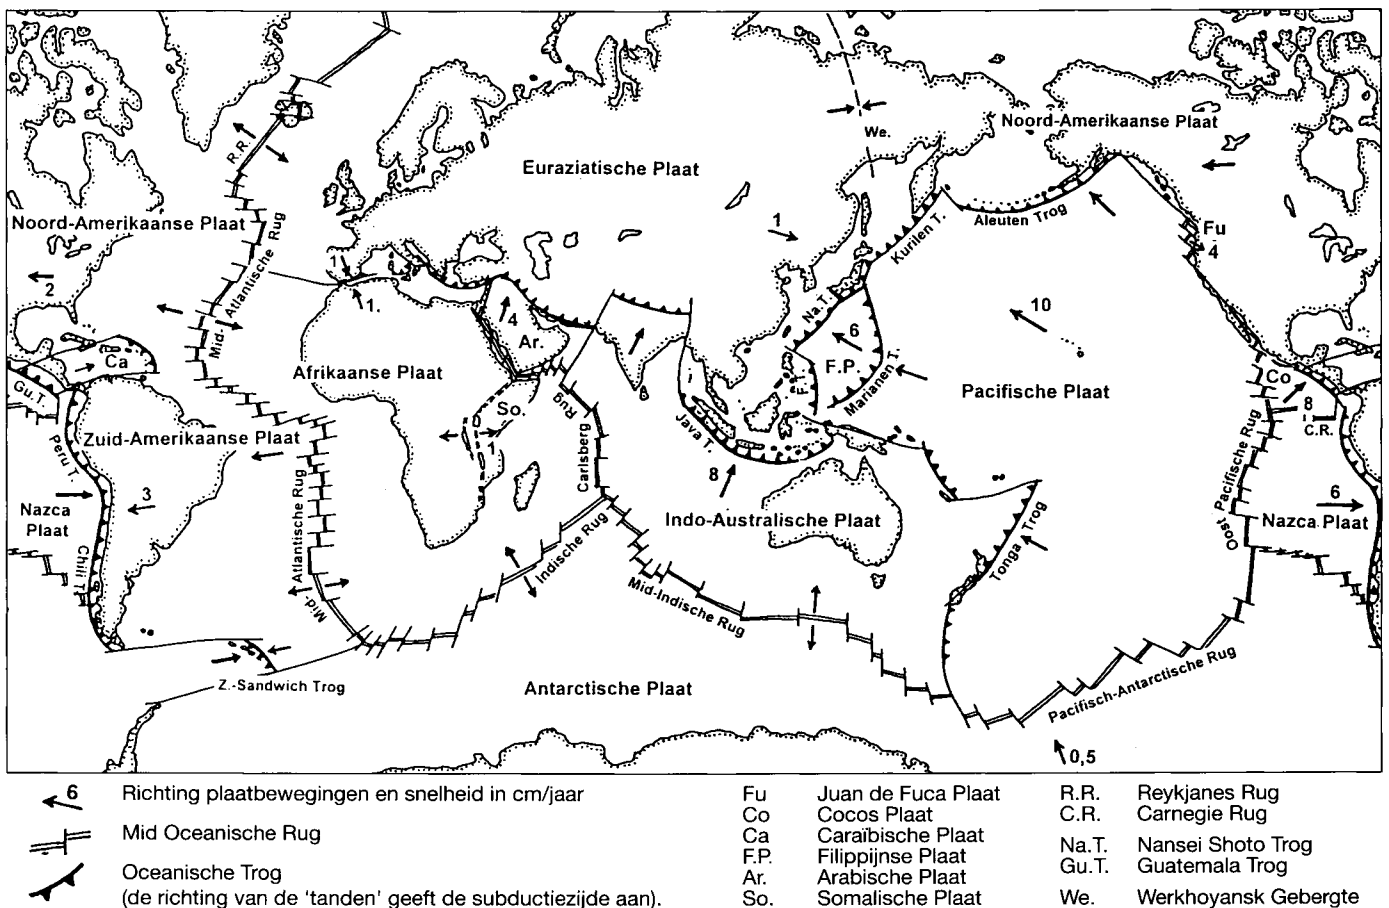 We.
Noord-Amerikaanse Plaat
R.R.
Euraziatische Plaat
Noord-Amerikaanse Plaat
Mid-Atlantische Rug
Kurilen T.
Aleuten Trog
Fu
4
1
2
1
1.
4
Ar.
Na.T.
6
F.P.
10
Ca
Gu.T.
Afrikaanse Plaat
So.
Rug
Carlsberg
F.T.
Marianen T.
Pacifische Plaat
Co
8
C.R.
Zuid-Amerikaanse Plaat
Peru T.
1
Java T.
8
Oost Pacifische Rug
Nazca
Plaat
3
Chili T.
Mid-Atlantische Rug
Indische Rug
Indo-Australische Plaat
Tonga Trog
6
Nazca Plaat
Mid-Indische Rug
Z.-Sandwich Trog
Antarctische Plaat
Pacifisch-Antarctische Rug
0,5
6 Richting plaatbewegingen en snelheid in cm/jaar
Mid Oceanische Rug
Oceanische Trog
(de richting van de 'tanden' geeft de subductiezijde aan).
Fu Juan de Fuca Plaat
Co Cocos Plaat
Ca Caraïbische Plaat
F.P. Filippijnse Plaat
Ar. Arabische Plaat
So. Somalische Plaat
R.R. Reykjanes Rug
C.R. Carnegie Rug
Na.T. Nansei Shoto Trog
Gu.T. Guatemala Trog
We. Werkhoyansk Gebergte